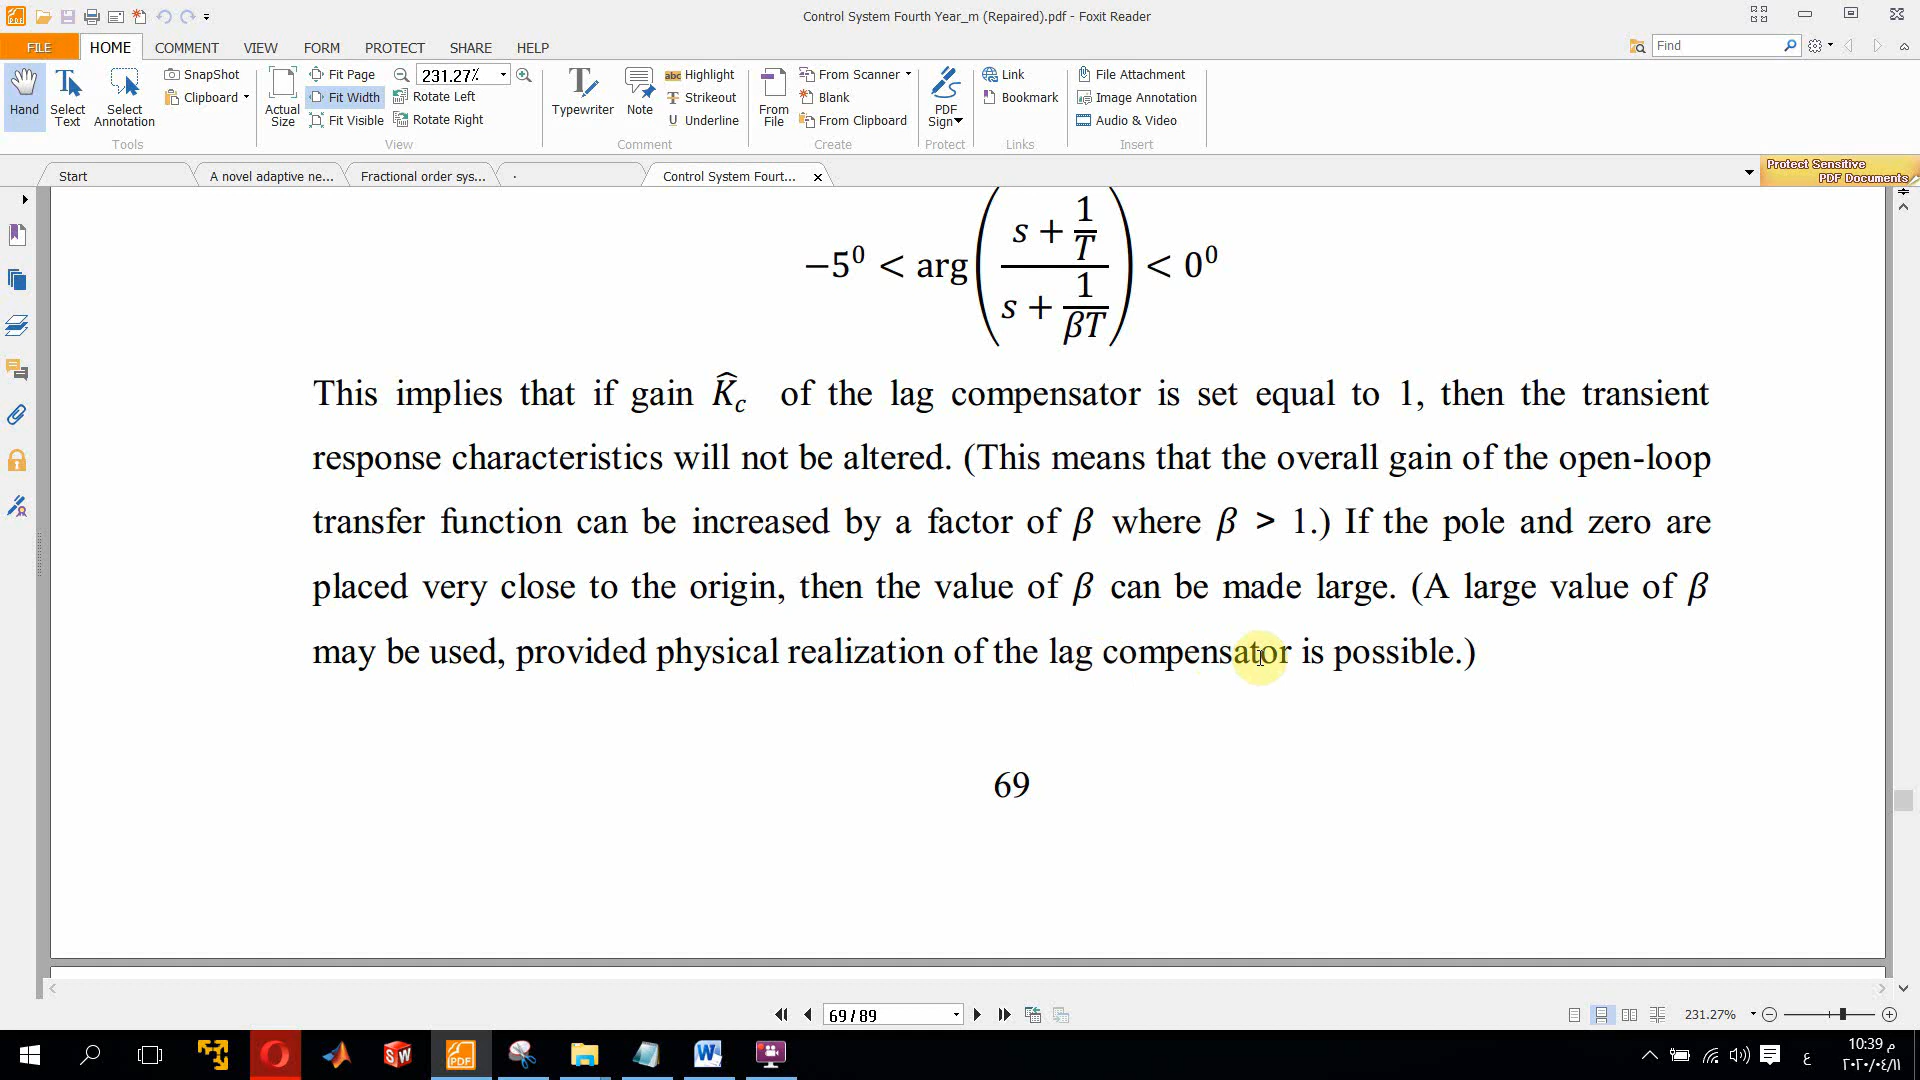 Control System Fourth Year_m (Repaired).pdf - Foxit Reader
FILE HOME COMMENT VIEW FORM PROTECT SHARE HELP
Find
Hand
Select Text
Select Annotation
SnapShot
Clipboard
Tools
Actual Size
Fit Page
Fit Width
Fit Visible
231.27%
Rotate Left
Rotate Right
View
Typewriter
Note
Highlight
Strikeout
Underline
Comment
From File
From Scanner
Blank
From Clipboard
Create
PDF Sign
Protect
Link
Bookmark
Links
File Attachment
Image Annotation
Audio & Video
Insert
Start
A novel adaptive ne...
Fractional order sys...
Control System Fourt...
Protect Sensitive
PDF Documents
−5⁰ < arg((s + 1/T)/(s + 1/βT)) < 0⁰
This implies that if gain K̂c of the lag compensator is set equal to 1, then the transient
response characteristics will not be altered. (This means that the overall gain of the open-loop
transfer function can be increased by a factor of β where β > 1.) If the pole and zero are
placed very close to the origin, then the value of β can be made large. (A large value of β
may be used, provided physical realization of the lag compensator is possible.)
69
69 / 89
231.27%
ع
م 10:39
٢٠٢٠/٠٤/١١